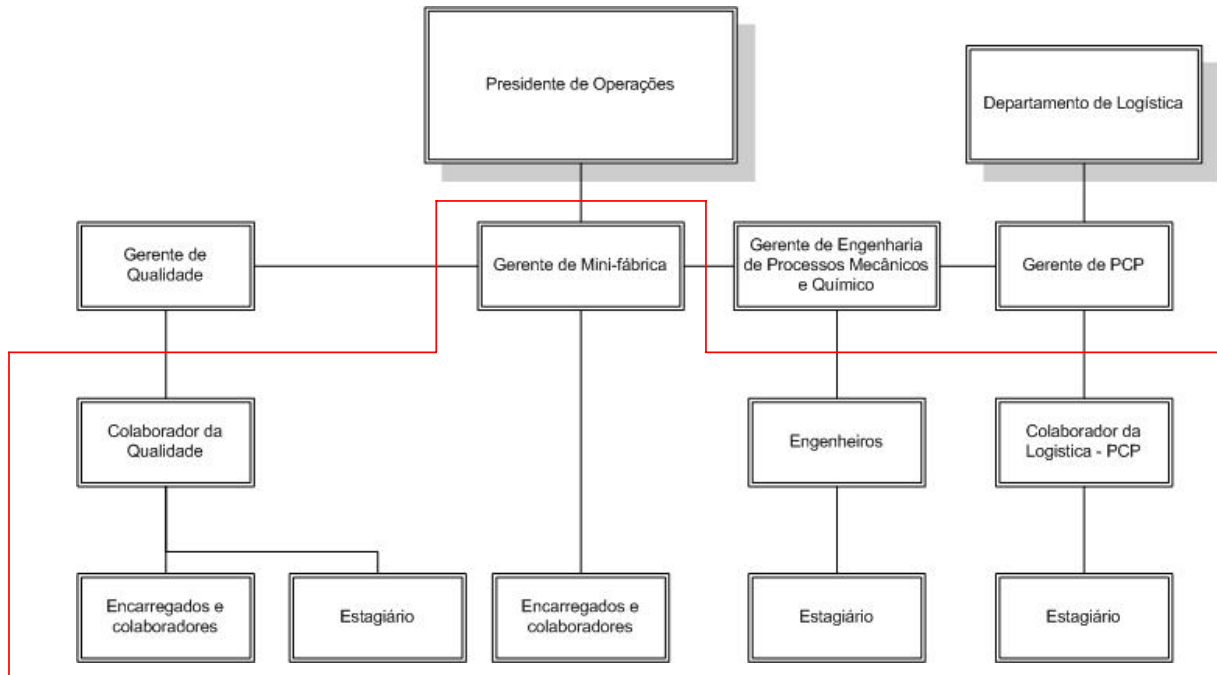 Presidente de Operações
Departamento de Logística
Gerente de
Qualidade
Gerente de Mini-fábrica
Gerente de Engenharia
de Processos Mecânicos
e Químico
Gerente de PCP
Colaborador da
Qualidade
Engenheiros
Colaborador da
Logistica - PCP
Encarregados e
colaboradores
Estagiário
Encarregados e
colaboradores
Estagiário
Estagiário